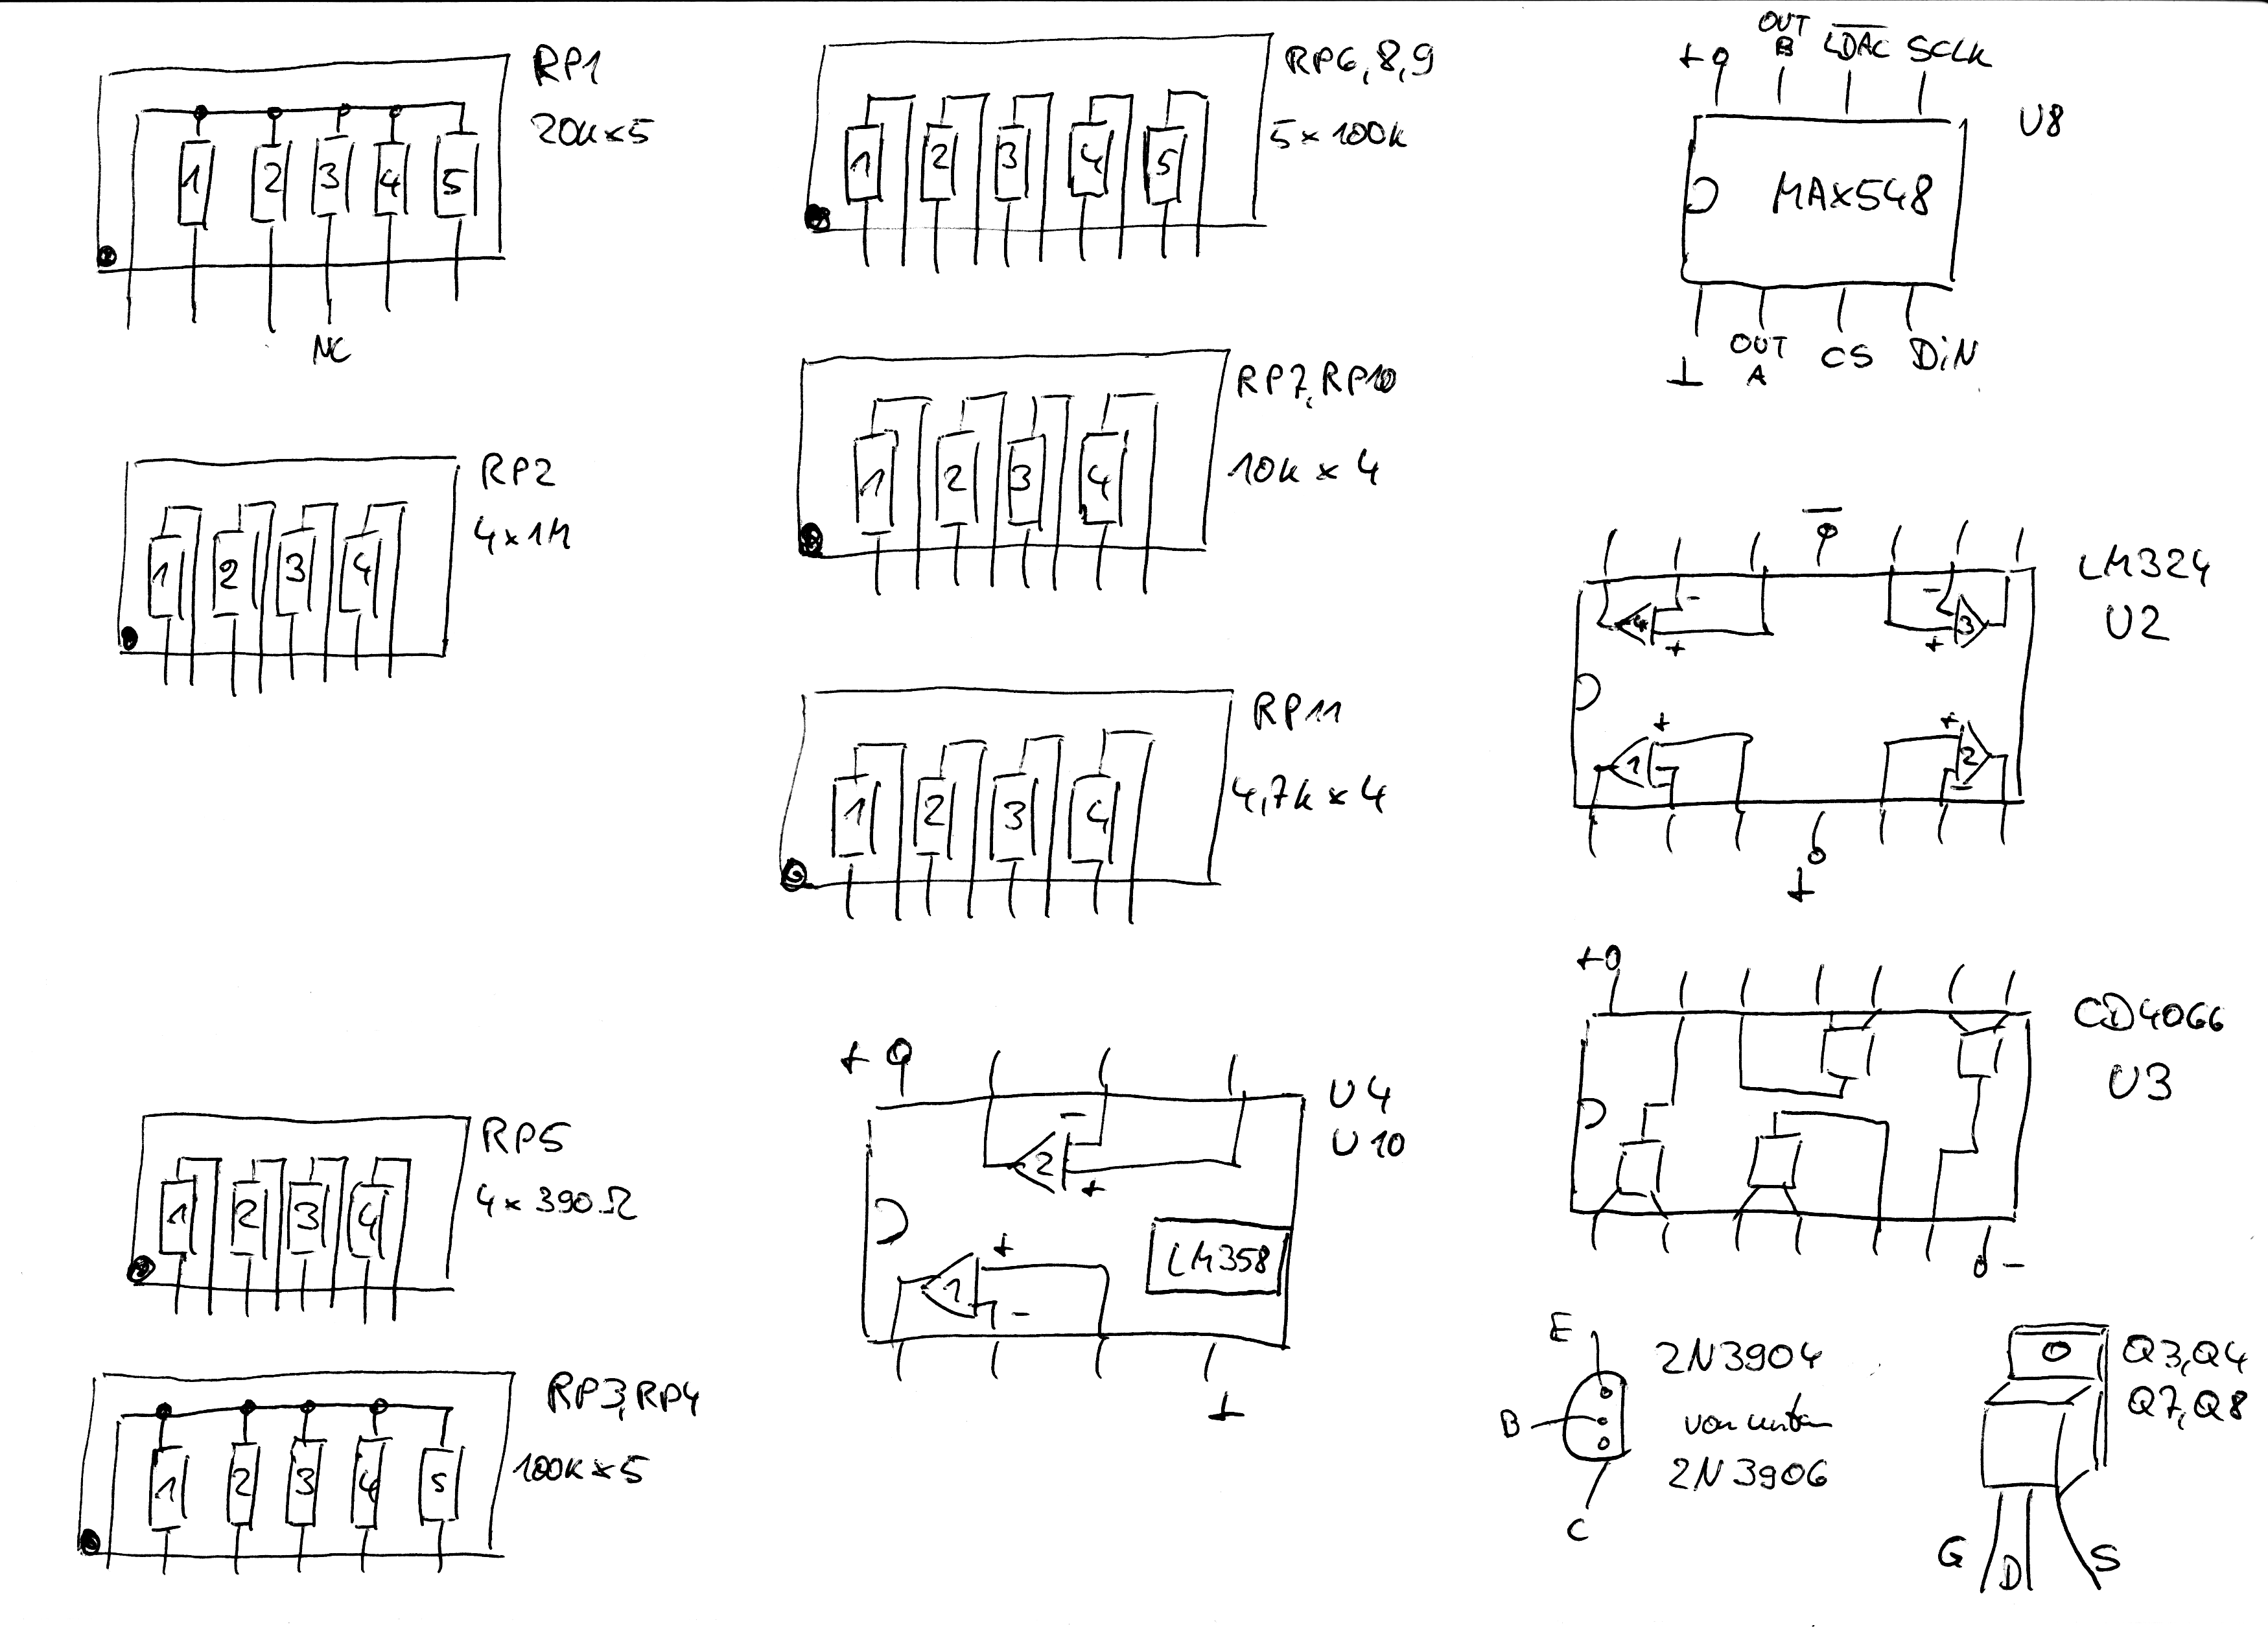 RP1
20k×5
1 2 3 4 5
NC
RP2
4×1M
1 2 3 4
RP5
4×390Ω
1 2 3 4
RP3,RP4
100k×5
1 2 3 4 5
RP6,8,9
5×100k
1 2 3 4 5
RP7,RP10
10k×4
1 2 3 4
RP11
4,7k×4
1 2 3 4
+
U4
U10
-
2
+
+
1
-
LM358
⊥
+ OUT B L̅D̅A̅C̅ SCLK
U8
MAX548
⊥ OUT A CS DiN
-
LM324
U2
4 - +
- 3 +
+ 1
+ 2 -
⊥
+
CD4066
U3
-
E
B
C
2N3904
von unten
2N3906
Q3,Q4
Q7,Q8
G D S